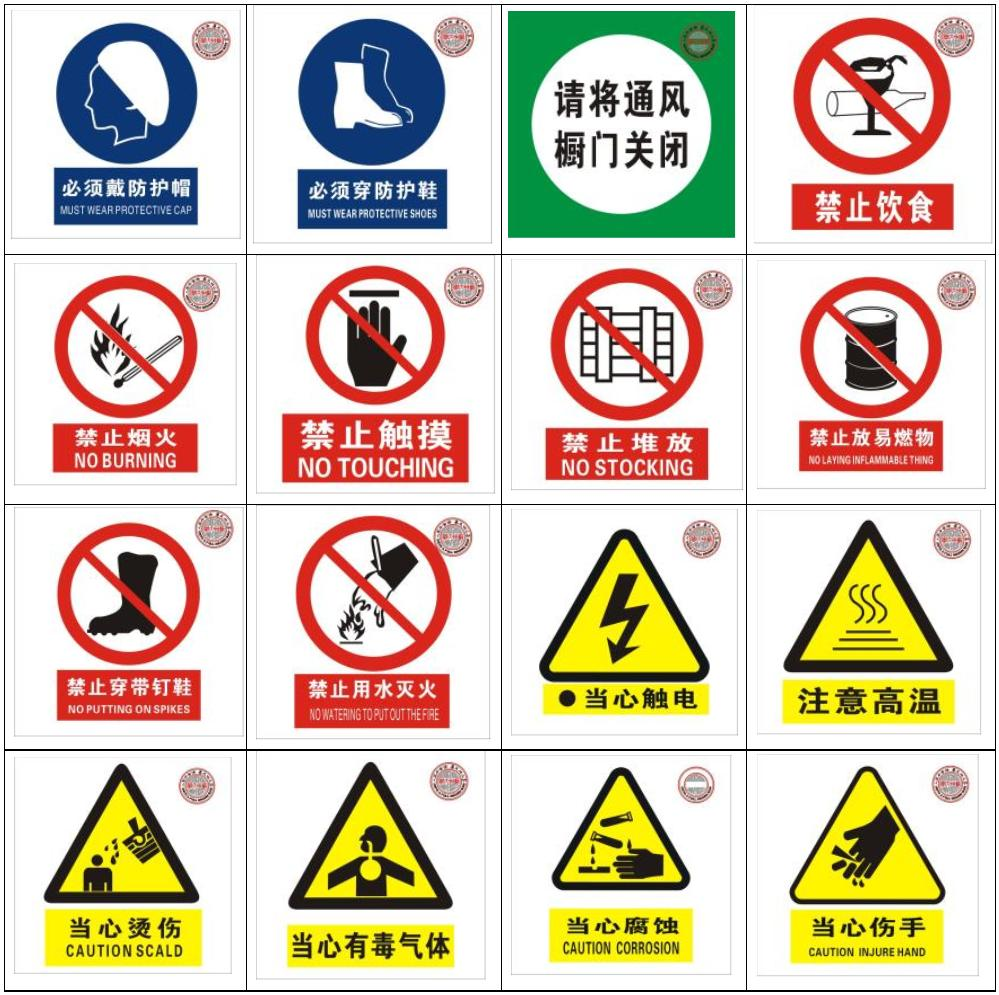 必须戴防护帽
MUST WEAR PROTECTIVE CAP
必须穿防护鞋
MUST WEAR PROTECTIVE SHOES
请将通风
橱门关闭
禁止饮食
禁止烟火
NO BURNING
禁止触摸
NO TOUCHING
禁止堆放
NO STOCKING
禁止放易燃物
NO LAYING INFLAMMABLE THING
禁止穿带钉鞋
NO PUTTING ON SPIKES
禁止用水灭火
NO WATERING TO PUT OUT THE FIRE
●当心触电
注意高温
当心烫伤
CAUTION SCALD
当心有毒气体
当心腐蚀
CAUTION CORROSION
当心伤手
CAUTION INJURE HAND